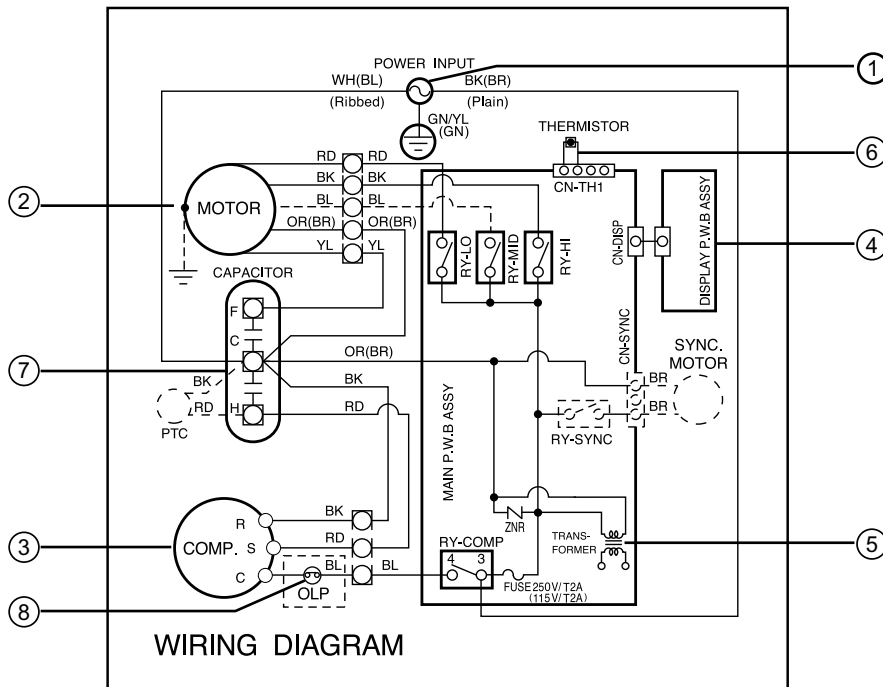 POWER INPUT
WH(BL)
BK(BR)
(Ribbed)
(Plain)
GN/YL
(GN)
1
THERMISTOR
6
CN-TH1
RD
RD
BK
BK
BL
BL
OR(BR)
OR(BR)
YL
YL
2
MOTOR
CAPACITOR
F
C
H
7
BK
RD
PTC
RY-LO
RY-MID
RY-HI
CN-DISP
DISPLAY P.W.B ASSY
4
CN-SYNC
SYNC.
MOTOR
BR
BR
OR(BR)
BK
RD
RY-SYNC
MAIN P.W.B ASSY
ZNR
TRANS-
FORMER
5
3
COMP.
R
S
C
BK
RD
BL
BL
OLP
8
RY-COMP
4
3
FUSE250V/T2A
(115V/T2A)
WIRING DIAGRAM